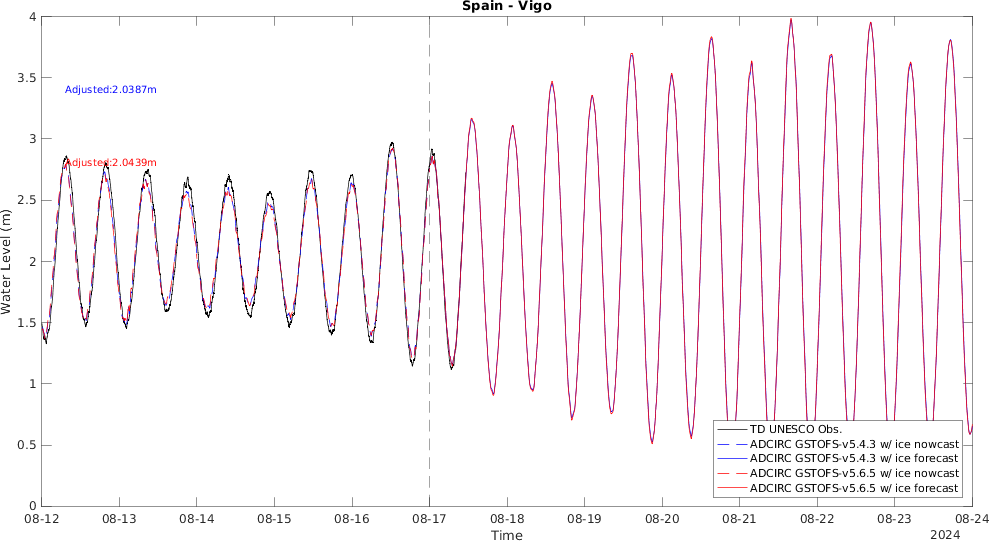 Spain - Vigo
4
3.5
3
2.5
2
1.5
1
0.5
0
Water Level (m)
Adjusted:2.0387m
Adjusted:2.0439m
TD UNESCO Obs.
ADCIRC GSTOFS-v5.4.3 w/ ice nowcast
ADCIRC GSTOFS-v5.4.3 w/ ice forecast
ADCIRC GSTOFS-v5.6.5 w/ ice nowcast
ADCIRC GSTOFS-v5.6.5 w/ ice forecast
08-12 08-13 08-14 08-15 08-16 08-17 08-18 08-19 08-20 08-21 08-22 08-23 08-24
Time
2024